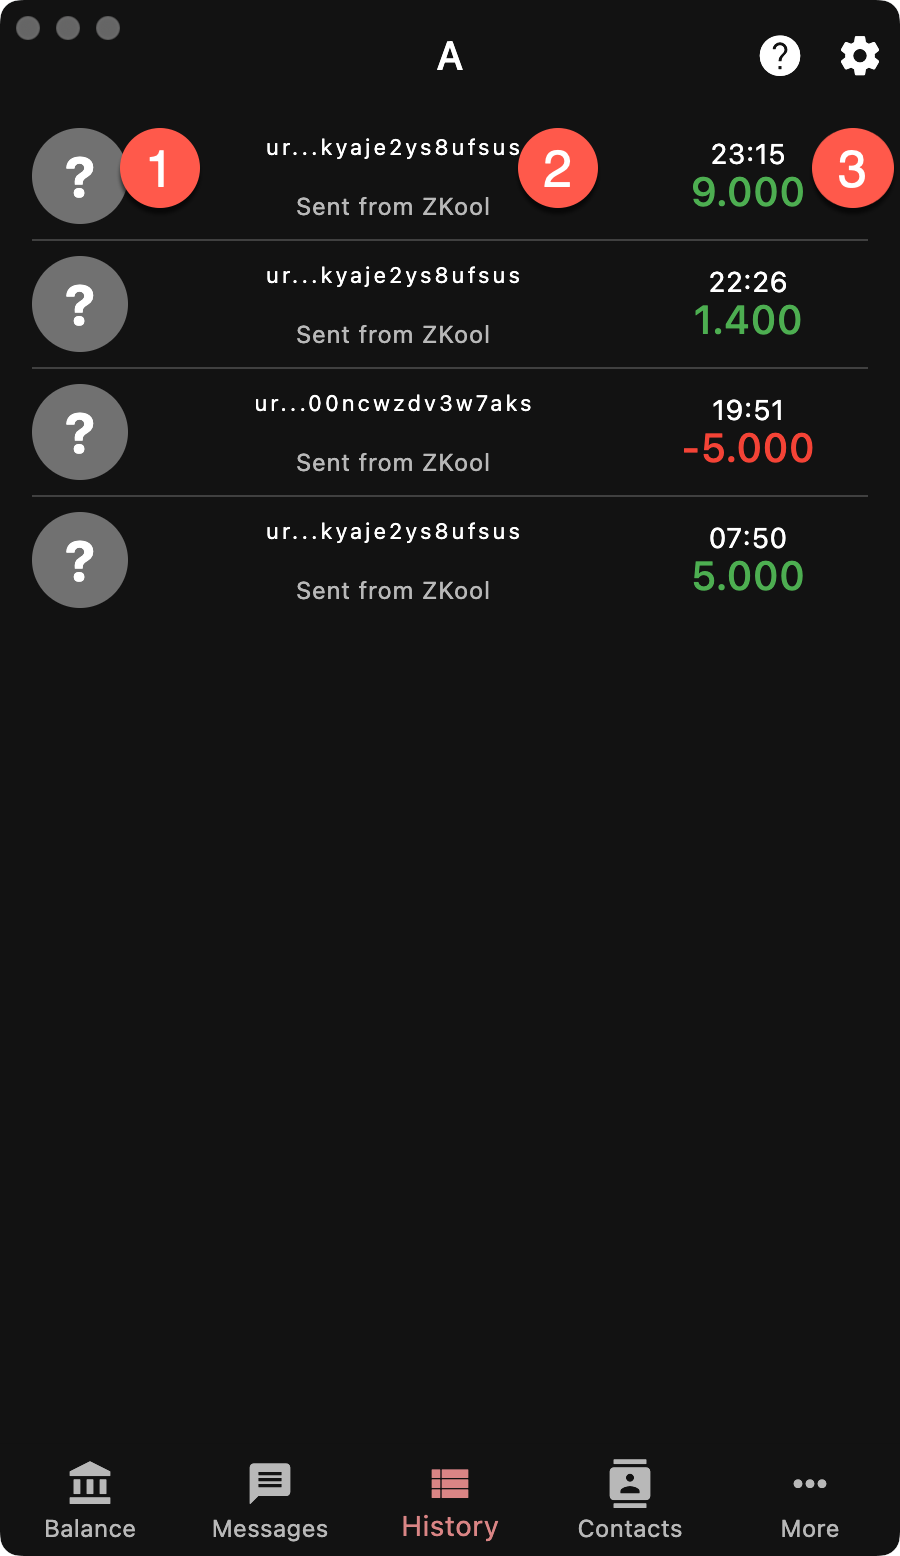 A
?
? 1 ur...kyaje2ys8ufsus 2 23:15 3
Sent from ZKool 9.000
? ur...kyaje2ys8ufsus 22:26
Sent from ZKool 1.400
? ur...00ncwzdv3w7aks 19:51
Sent from ZKool -5.000
? ur...kyaje2ys8ufsus 07:50
Sent from ZKool 5.000
Balance Messages History Contacts More